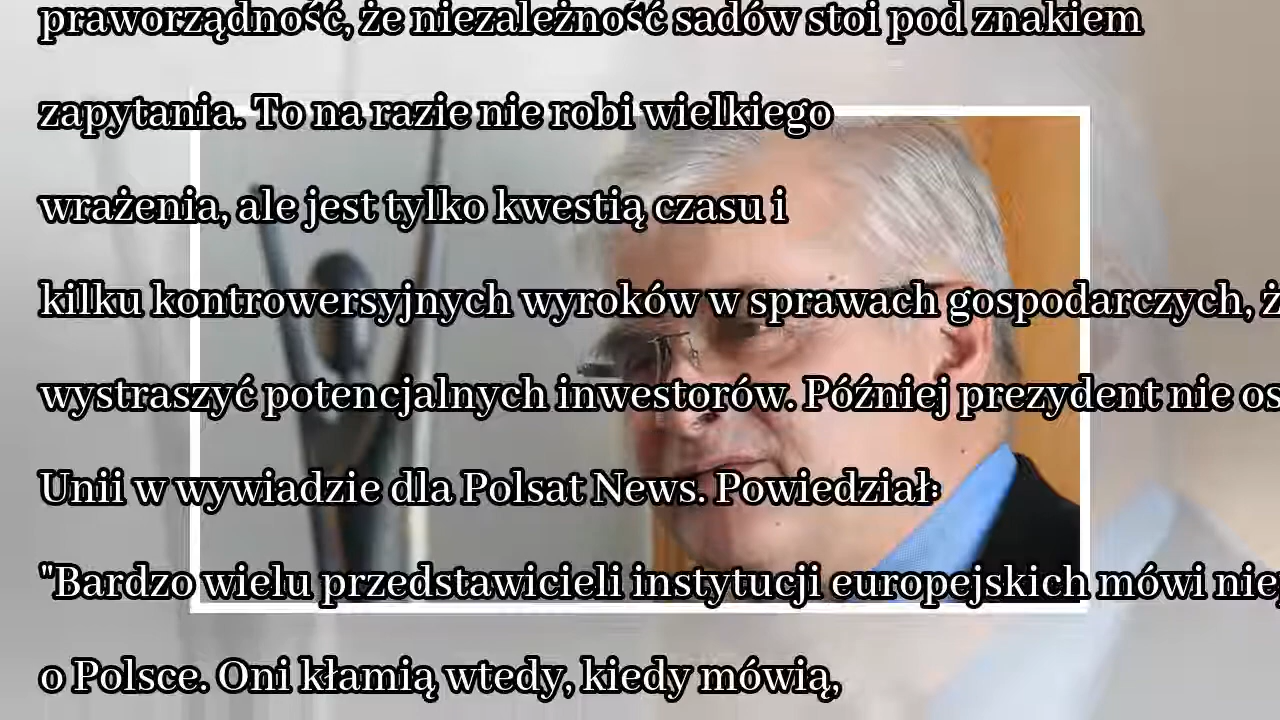 praworządność, że niezależność sadów stoi pod znakiem
zapytania. To na razie nie robi wielkiego
wrażenia, ale jest tylko kwestią czasu i
kilku kontrowersyjnych wyroków w sprawach gospodarczych,
wystraszyć potencjalnych inwestorów. Później prezydent nie
Unii w wywiadzie dla Polsat News. Powiedział:
"Bardzo wielu przedstawicieli instytucji europejskich mówi
o Polsce. Oni kłamią wtedy, kiedy mówią,